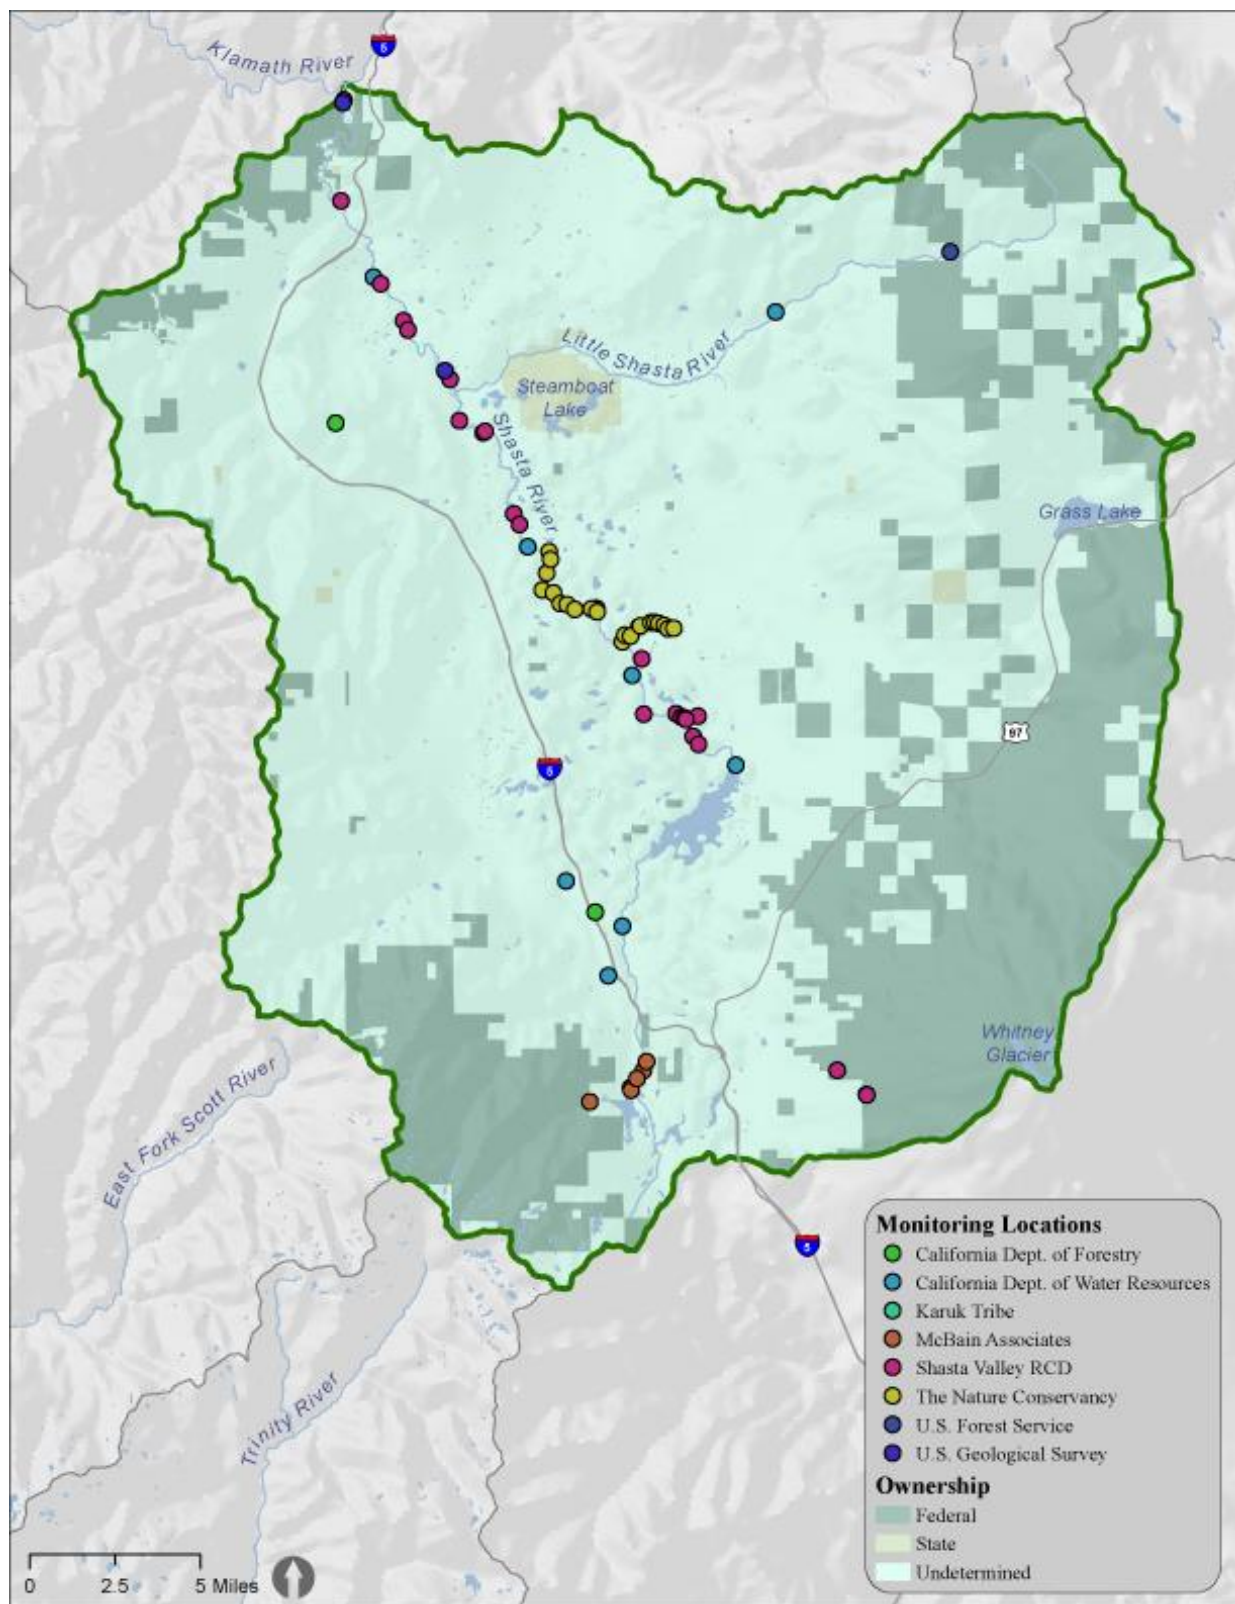 5
Klamath River
Little Shasta River
Steamboat
Lake
Shasta River
Grass Lake
97
5
Whitney
Glacier
East Fork Scott River
5
Trinity River
Monitoring Locations
California Dept. of Forestry
California Dept. of Water Resources
Karuk Tribe
McBain Associates
Shasta Valley RCD
The Nature Conservancy
U.S. Forest Service
U.S. Geological Survey
Ownership
Federal
State
Undetermined
0 2.5 5 Miles